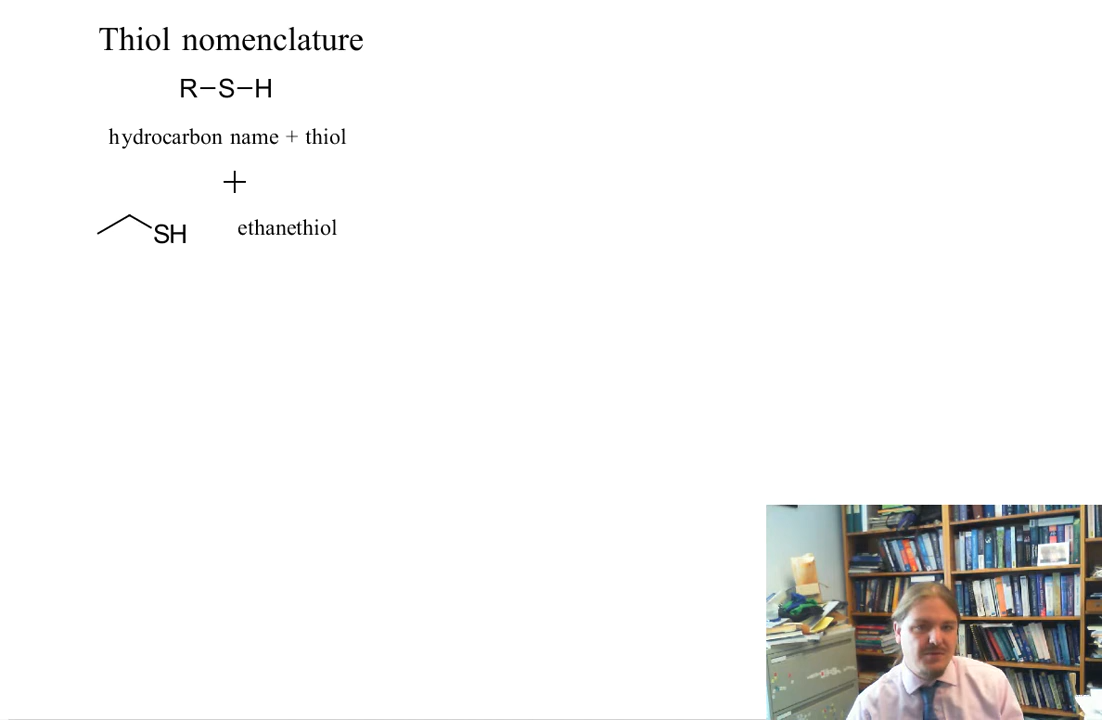 Thiol nomenclature
R–S–H
hydrocarbon name + thiol
+
SH ethanethiol